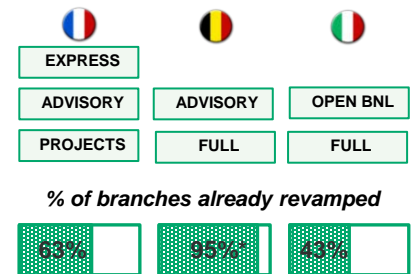 EXPRESS
ADVISORY ADVISORY OPEN BNL
PROJECTS FULL FULL
% of branches already revamped
63% 95%* 43%